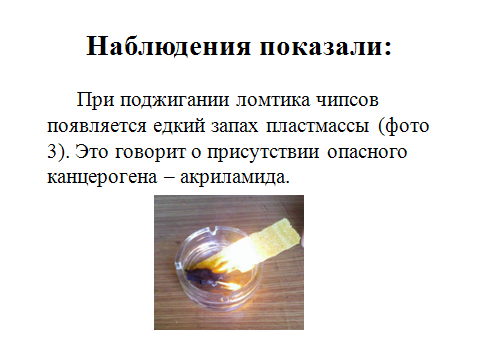 Наблюдения показали:
При поджигании ломтика чипсов
появляется едкий запах пластмассы (фото
3). Это говорит о присутствии опасного
канцерогена – акриламида.